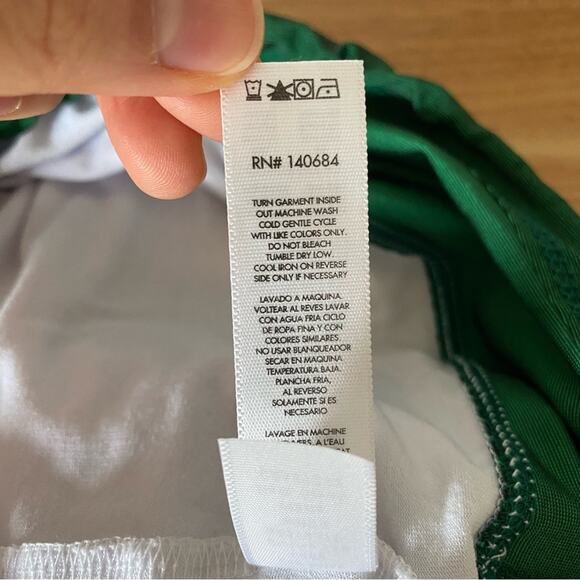 RN# 140684
TURN GARMENT INSIDE
OUT MACHINE WASH
COLD GENTLE CYCLE
WITH LIKE COLORS ONLY.
DO NOT BLEACH
TUMBLE DRY LOW.
COOL IRON ON REVERSE
SIDE ONLY IF NECESSARY
LAVADO A MAQUINA
VOLTEAR AL REVES LAVAR
CON AGUA FRIA CICLO
DE ROPA FINA Y CON
COLORES SIMILARES.
NO USAR BLANQUEADOR
SECAR EN MAQUINA
TEMPERATURA BAJA.
PLANCHA FRIA,
AL REVERSO
SOLAMENTE SI ES
NECESARIO
LAVAGE EN MACHINE
A L'EAU